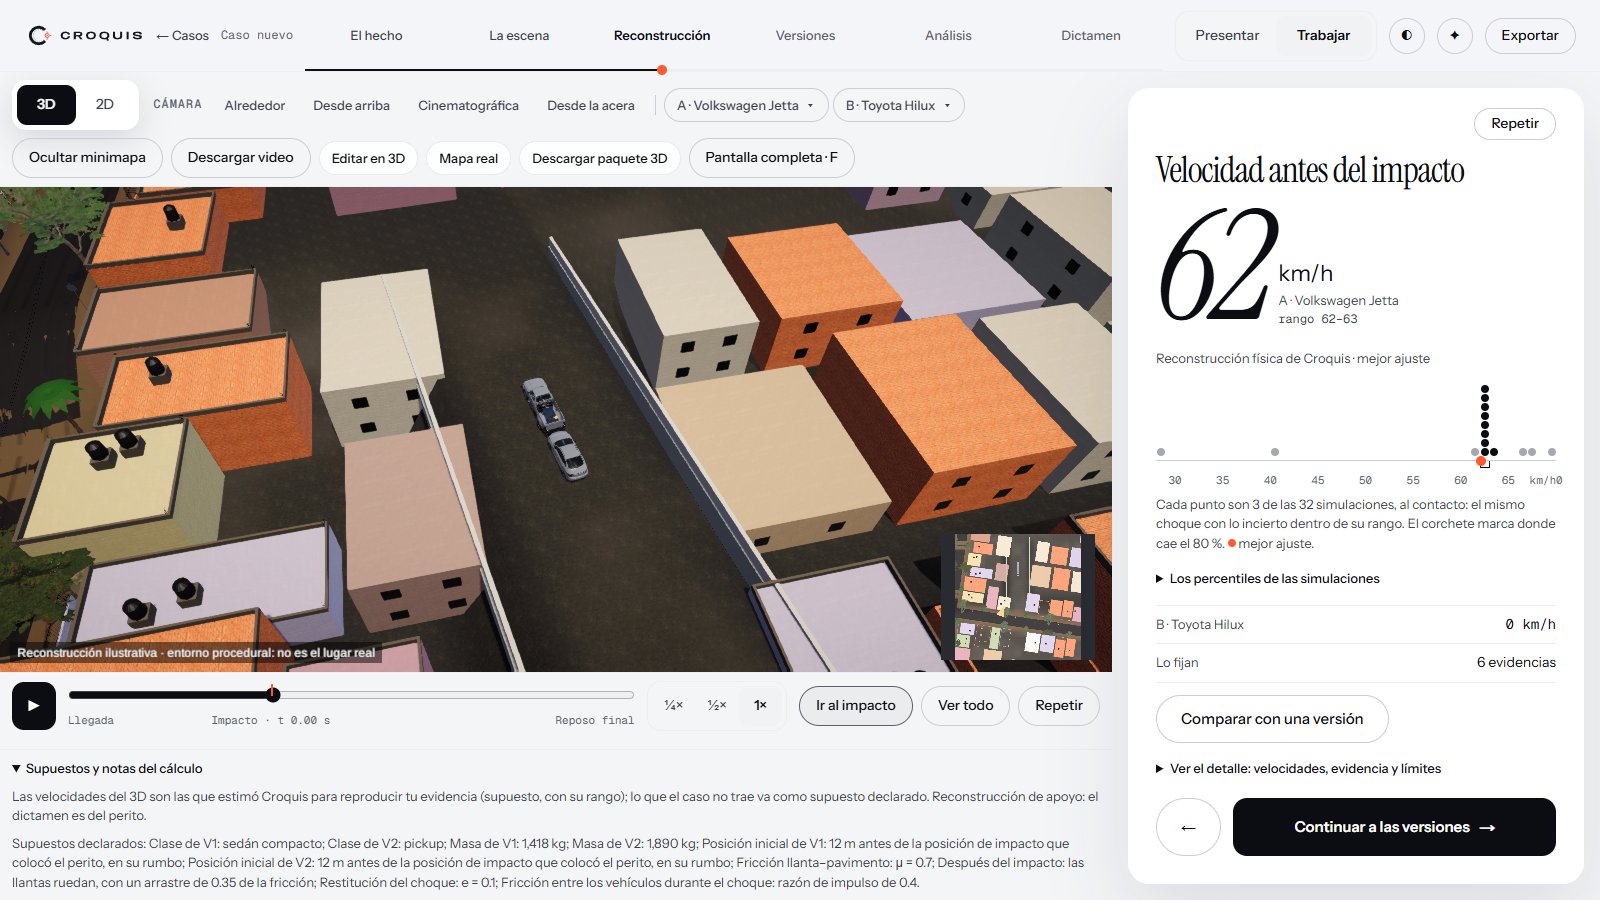 CROQUIS
← Casos
Caso nuevo
El hecho
La escena
Reconstrucción
Versiones
Análisis
Dictamen
Presentar
Trabajar
Exportar
3D
2D
CÁMARA
Alrededor
Desde arriba
Cinematográfica
Desde la acera
A · Volkswagen Jetta
B · Toyota Hilux
Ocultar minimapa
Descargar video
Editar en 3D
Mapa real
Descargar paquete 3D
Pantalla completa · F
Reconstrucción ilustrativa - entorno procedural: no es el lugar real
Llegada
Impacto · t 0.00 s
Reposo final
¼×
½×
1×
Ir al impacto
Ver todo
Repetir
Supuestos y notas del cálculo
Las velocidades del 3D son las que estimó Croquis para reproducir tu evidencia (supuesto, con su rango); lo que el caso no trae va como supuesto declarado. Reconstrucción de apoyo: el
dictamen es del perito.
Supuestos declarados: Clase de V1: sedán compacto; Clase de V2: pickup; Masa de V1: 1,418 kg; Masa de V2: 1,890 kg; Posición inicial de V1: 12 m antes de la posición de impacto que
colocó el perito, en su rumbo; Posición inicial de V2: 12 m antes de la posición de impacto que colocó el perito, en su rumbo; Fricción llanta–pavimento: μ = 0.7; Después del impacto: las
llantas ruedan, con un arrastre de 0.35 de la fricción; Restitución del choque: e = 0.1; Fricción entre los vehículos durante el choque: razón de impulso de 0.4.
Repetir
Velocidad antes del impacto
62
km/h
A · Volkswagen Jetta
rango 62–63
Reconstrucción física de Croquis · mejor ajuste
30 35 40 45 50 55 60 65 km/h0
Cada punto son 3 de las 32 simulaciones, al contacto: el mismo
choque con lo incierto dentro de su rango. El corchete marca donde
cae el 80 %. mejor ajuste.
Los percentiles de las simulaciones
B · Toyota Hilux
0 km/h
Lo fijan
6 evidencias
Comparar con una versión
Ver el detalle: velocidades, evidencia y límites
←
Continuar a las versiones →